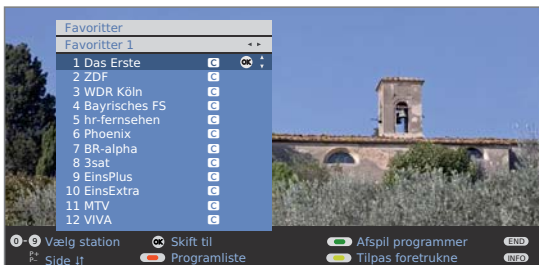 Favoritter
Favoritter 1
1 Das Erste C OK
2 ZDF C
3 WDR Köln C
4 Bayrisches FS C
5 hr-fernsehen C
6 Phoenix C
7 BR-alpha C
8 3sat C
9 EinsPlus C
10 EinsExtra C
11 MTV C
12 VIVA C
0-9 Vælg station OK Skift til Afspil programmer END
P+ P- Side Programliste Tilpas foretrukne INFO